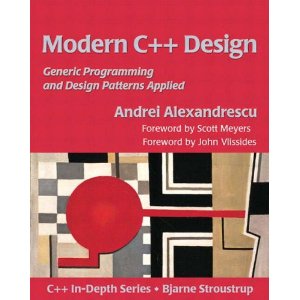 Modern C++ Design
Generic Programming
and Design Patterns Applied
Andrei Alexandrescu
Foreword by Scott Meyers
Foreword by John Vlissides
C++ In-Depth Series • Bjarne Stroustrup